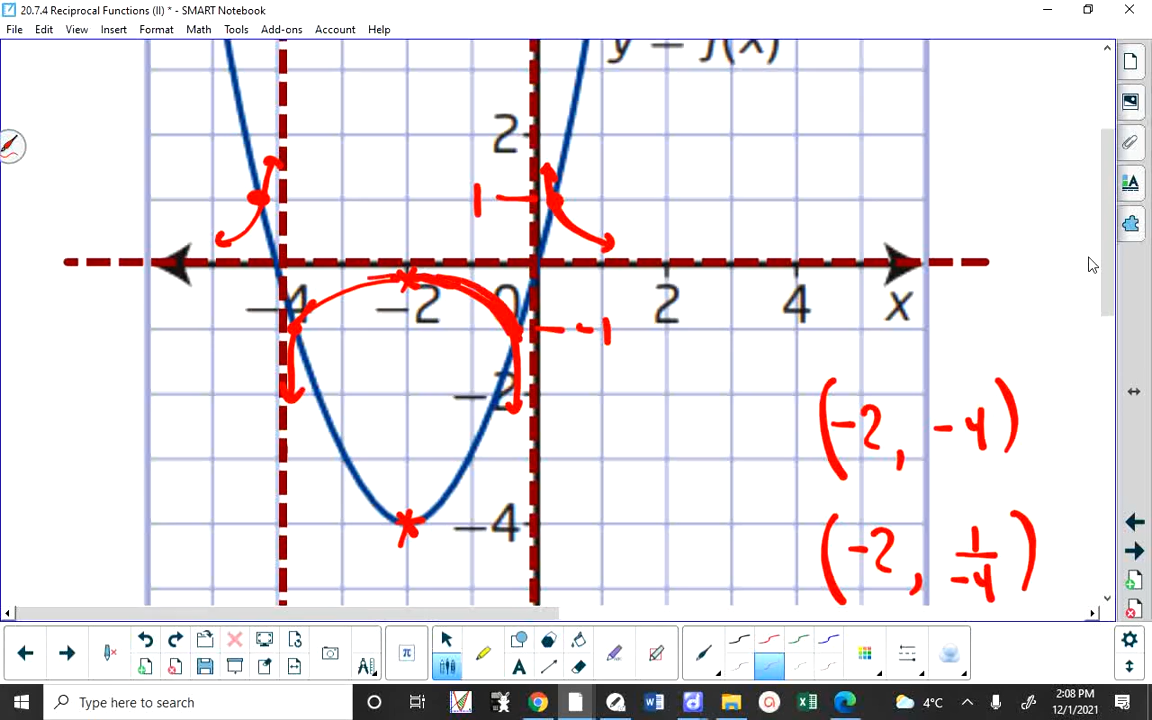 20.7.4 Reciprocal Functions (II) * - SMART Notebook
File Edit View Insert Format Math Tools Add-ons Account Help
y = f(x)
2
1
-4 -2 0 2 4 x
-1
-2
(-2, -4)
-4
(-2, 1/-4)
π
A
Type here to search
4°C
2:08 PM
12/1/2021